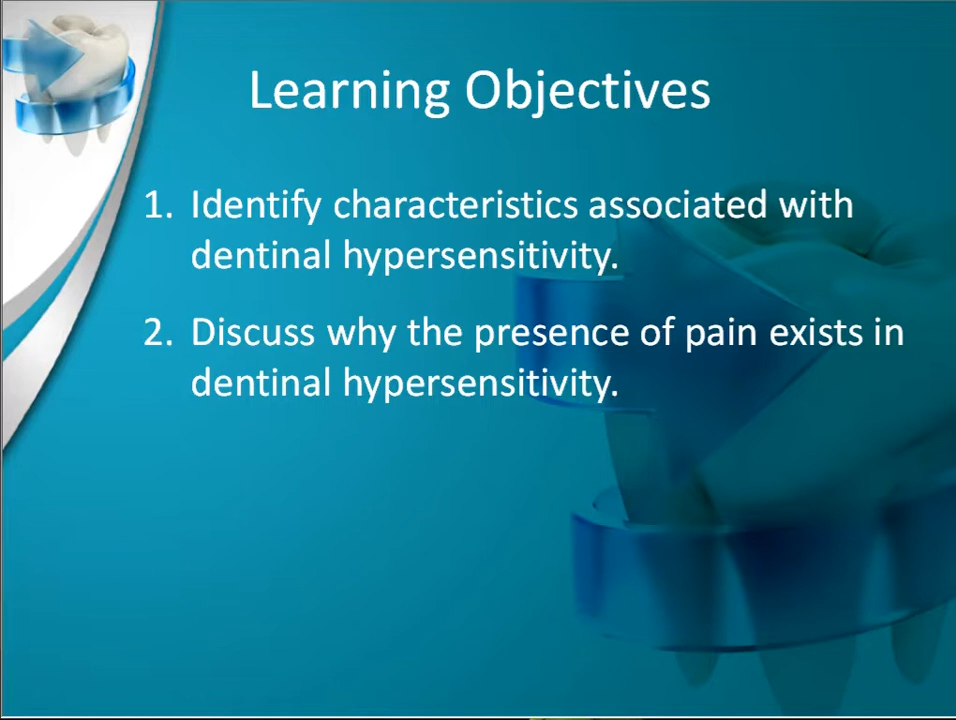 Learning Objectives
1. Identify characteristics associated with
dentinal hypersensitivity.
2. Discuss why the presence of pain exists in
dentinal hypersensitivity.